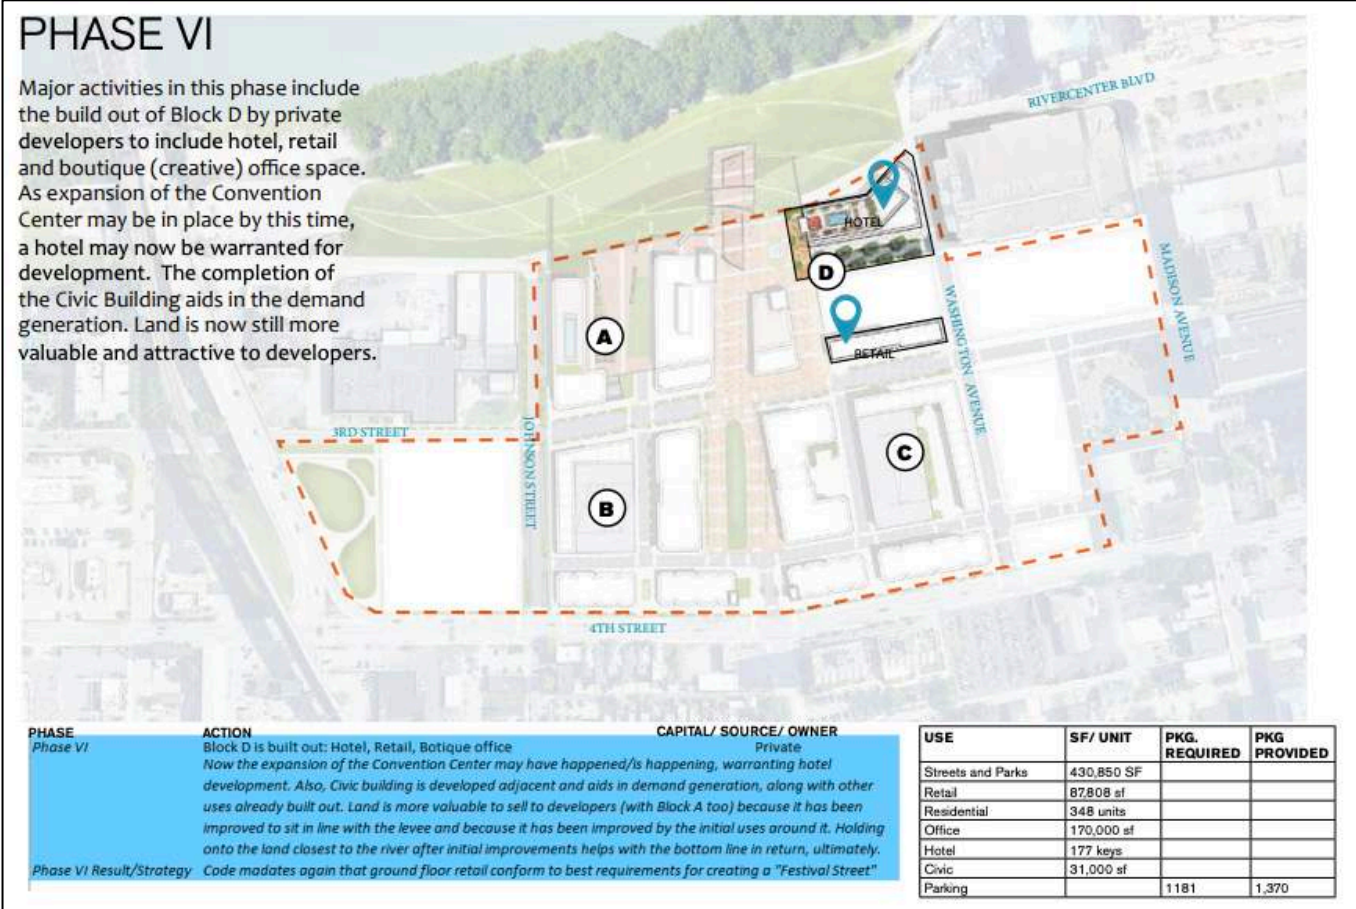 PHASE VI
Major activities in this phase include
the build out of Block D by private
developers to include hotel, retail
and boutique (creative) office space.
As expansion of the Convention
Center may be in place by this time,
a hotel may now be warranted for
development. The completion of
the Civic Building aids in the demand
generation. Land is now still more
valuable and attractive to developers.
RIVERCENTER BLVD
HOTEL
D
MADISON AVENUE
WASHINGTON AVENUE
A
RETAIL
3RD STREET
JOHNSON STREET
C
B
4TH STREET
PHASE ACTION CAPITAL/ SOURCE/ OWNER
Phase VI Block D is built out: Hotel, Retail, Botique office Private
Now the expansion of the Convention Center may have happened/is happening, warranting hotel
development. Also, Civic building is developed adjacent and aids in demand generation, along with other
uses already built out. Land is more valuable to sell to developers (with Block A too) because it has been
improved to sit in line with the levee and because it has been improved by the initial uses around it. Holding
onto the land closest to the river after initial improvements helps with the bottom line in return, ultimately.
Phase VI Result/Strategy Code madates again that ground floor retail conform to best requirements for creating a "Festival Street"
USE SF/ UNIT PKG. REQUIRED PKG PROVIDED
Streets and Parks 430,850 SF
Retail 87,808 sf
Residential 348 units
Office 170,000 sf
Hotel 177 keys
Civic 31,000 sf
Parking 1181 1,370